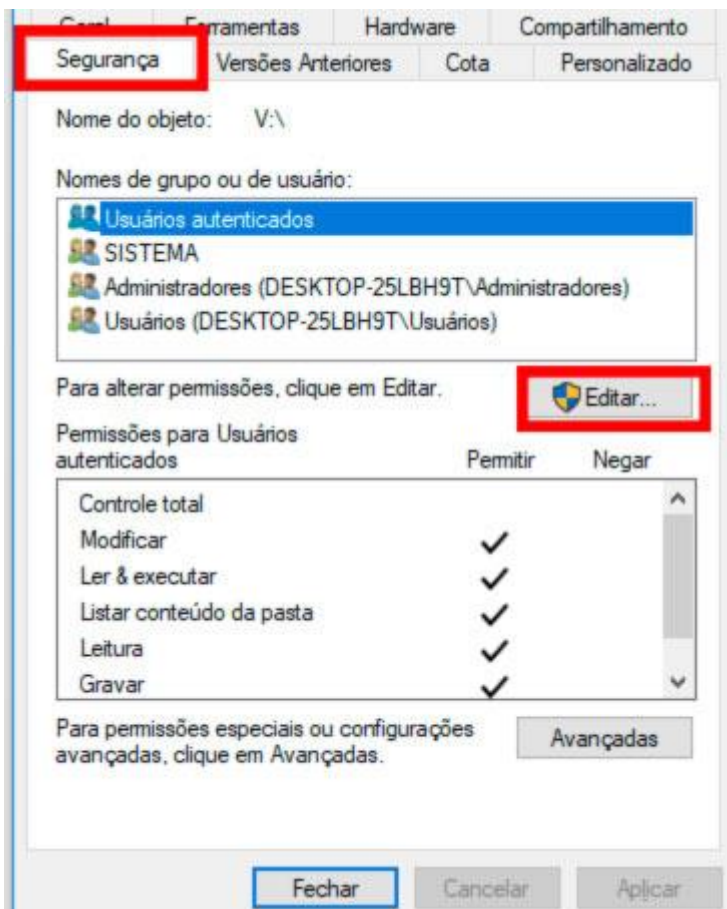 Geral Ferramentas Hardware Compartilhamento
Segurança Versões Anteriores Cota Personalizado
Nome do objeto: V:\
Nomes de grupo ou de usuário:
Usuários autenticados
SISTEMA
Administradores (DESKTOP-25LBH9T\Administradores)
Usuários (DESKTOP-25LBH9T\Usuários)
Para alterar permissões, clique em Editar. Editar...
Permissões para Usuários
autenticados Permitir Negar
Controle total
Modificar
Ler & executar
Listar conteúdo da pasta
Leitura
Gravar
Para permissões especiais ou configurações
avançadas, clique em Avançadas. Avançadas
Fechar Cancelar Aplicar